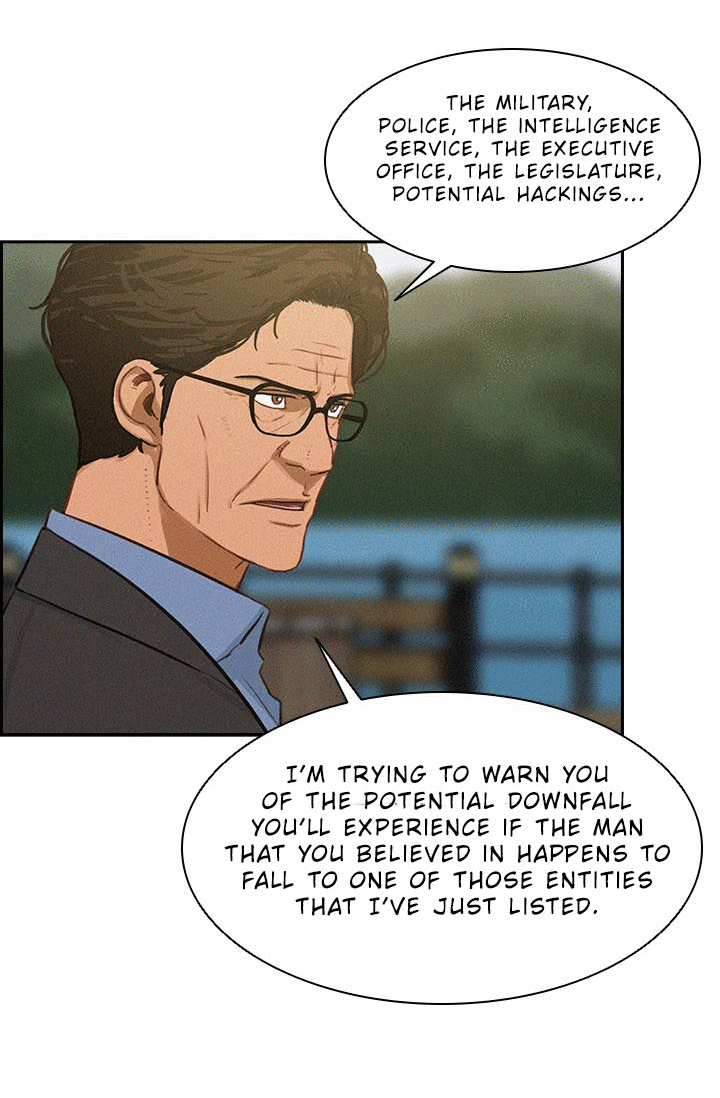 THE MILITARY,
POLICE, THE INTELLIGENCE
SERVICE, THE EXECUTIVE
OFFICE, THE LEGISLATURE,
POTENTIAL HACKINGS...
I'M TRYING TO WARN YOU
OF THE POTENTIAL DOWNFALL
YOU'LL EXPERIENCE IF THE MAN
THAT YOU BELIEVED IN HAPPENS TO
FALL TO ONE OF THOSE ENTITIES
THAT I'VE JUST LISTED.